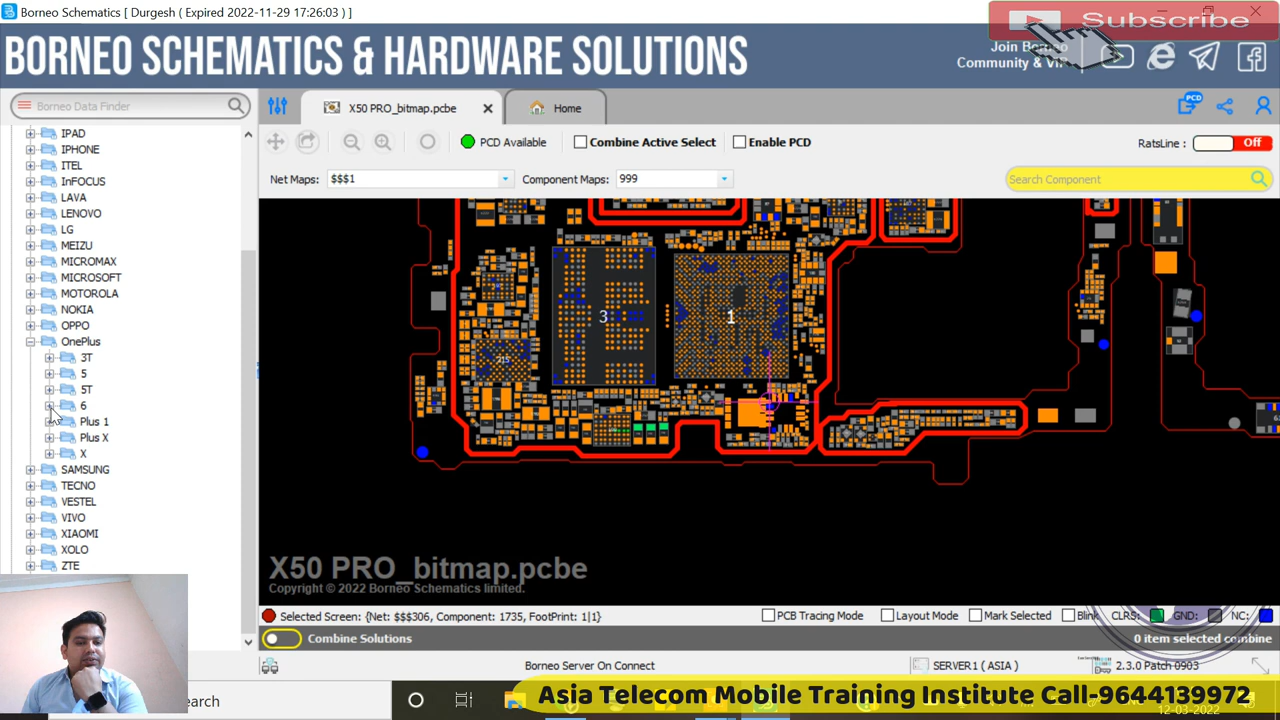 Borneo Schematics [ Durgesh ( Expired 2022-11-29 17:26:03 ) ]
Subscribe
BORNEO SCHEMATICS & HARDWARE SOLUTIONS
Join Borneo
Community & VIP
Borneo Data Finder
X50 PRO_bitmap.pcbe
Home
PCD
PCD Available
Combine Active Select
Enable PCD
RatsLine :
Off
Net Maps:
$$$1
Component Maps:
999
Search Component
IPAD
IPHONE
ITEL
InFOCUS
LAVA
LENOVO
LG
MEIZU
MICROMAX
MICROSOFT
MOTOROLA
NOKIA
OPPO
OnePlus
3T
5
5T
6
Plus 1
Plus X
X
SAMSUNG
TECNO
VESTEL
VIVO
XIAOMI
XOLO
ZTE
3
1
215
X50 PRO_bitmap.pcbe
Copyright © 2022 Borneo Schematics limited.
Selected Screen: {Net: $$$306, Component: 1735, FootPrint: 1|1}
PCB Tracing Mode
Layout Mode
Mark Selected
Blink
CLRS:
GND:
NC:
Combine Solutions
0 item selected combine
Borneo Server On Connect
SERVER1 ( ASIA )
2.3.0 Patch 0903
earch
Asia Telecom Mobile Training Institute Call-9644139972
12-03-2022